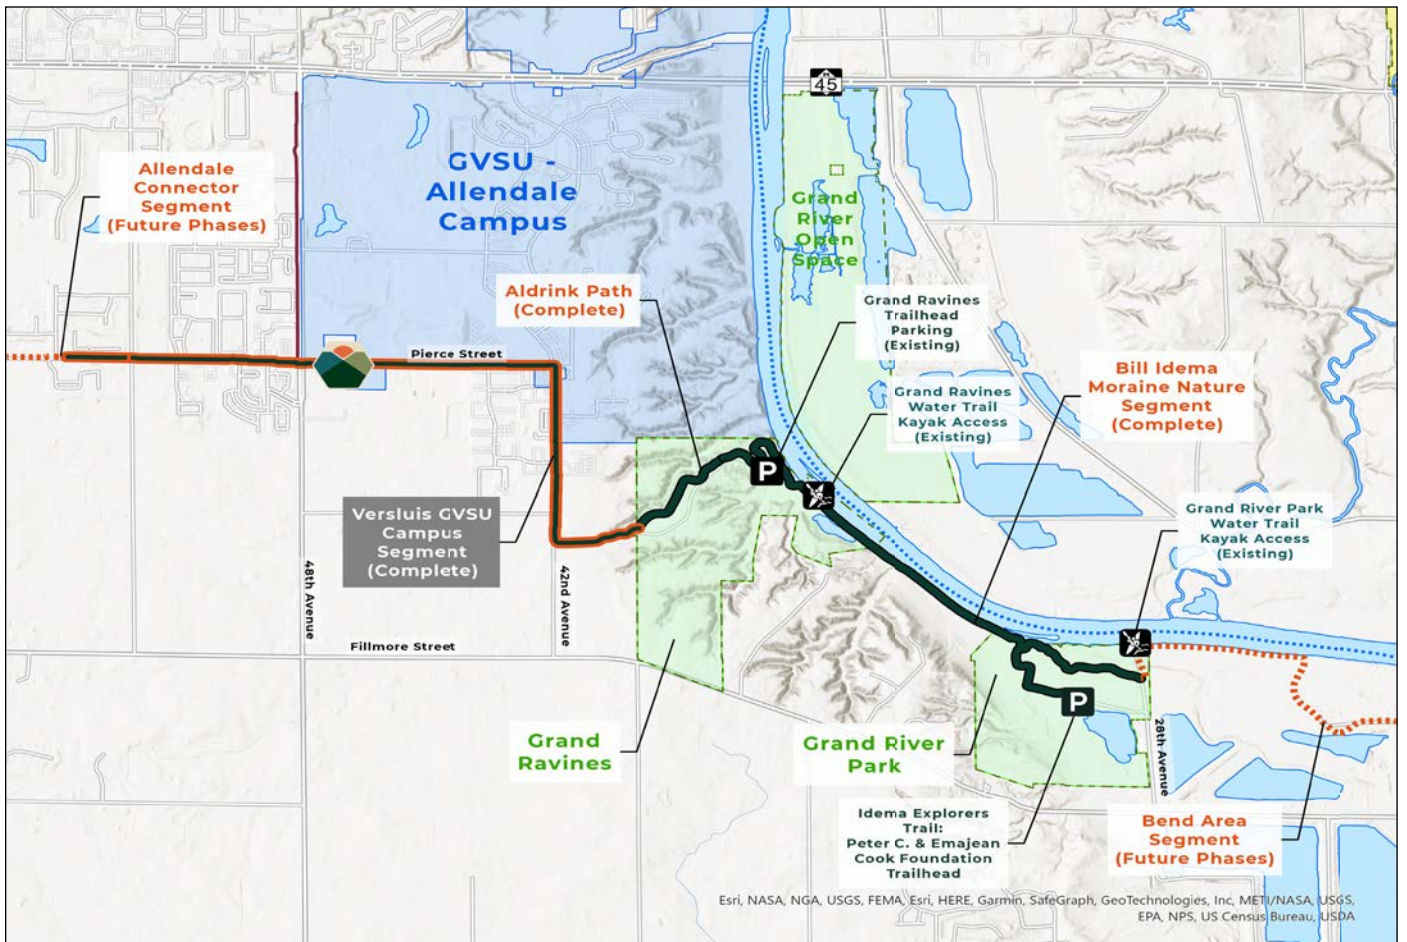 45
GVSU -
Allendale
Campus
Allendale
Connector
Segment
(Future Phases)
Grand
River
Open
Space
Aldrink Path
(Complete)
Grand Ravines
Trailhead
Parking
(Existing)
Pierce Street
Bill Idema
Moraine Nature
Segment
(Complete)
Grand Ravines
Water Trail
Kayak Access
(Existing)
P
Versluis GVSU
Campus
Segment
(Complete)
Grand River Park
Water Trail
Kayak Access
(Existing)
48th Avenue
42nd Avenue
Fillmore Street
P
28th Avenue
Grand
Ravines
Grand River
Park
Idema Explorers
Trail:
Peter C. & Emajean
Cook Foundation
Trailhead
Bend Area
Segment
(Future Phases)
Esri, NASA, NGA, USGS, FEMA, Esri, HERE, Garmin, SafeGraph, GeoTechnologies, Inc, METI/NASA, USGS,
EPA, NPS, US Census Bureau, USDA